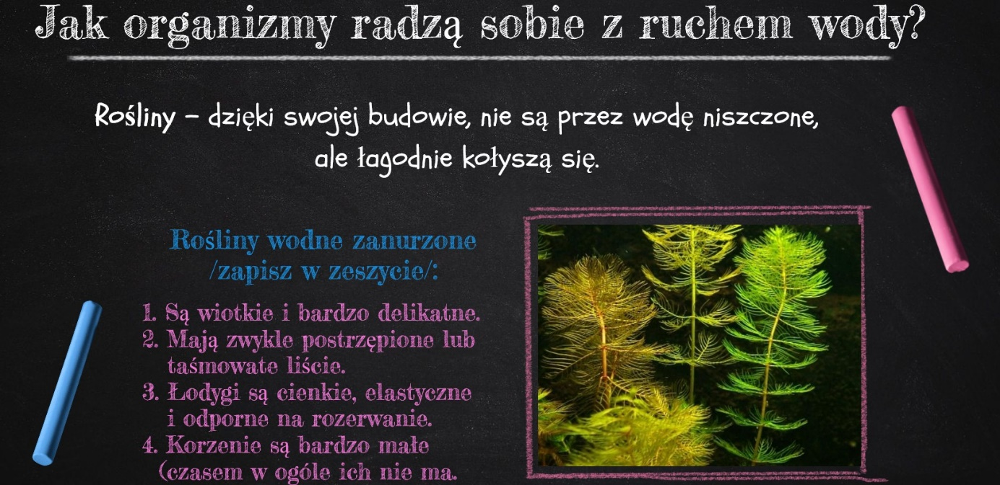 Jak organizmy radzą sobie z ruchem wody?
Rośliny – dzięki swojej budowie, nie są przez wodę niszczone,
ale łagodnie kołyszą się.
Rośliny wodne zanurzone
/zapisz w zeszycie/:
1. Są wiotkie i bardzo delikatne.
2. Mają zwykle postrzępione lub
taśmowate liście.
3. Łodygi są cienkie, elastyczne
i odporne na rozerwanie.
4. Korzenie są bardzo małe
(czasem w ogóle ich nie ma.